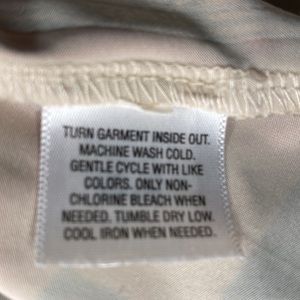 TURN GARMENT INSIDE OUT.
MACHINE WASH COLD.
GENTLE CYCLE WITH LIKE
COLORS. ONLY NON-
CHLORINE BLEACH WHEN
NEEDED. TUMBLE DRY LOW.
COOL IRON WHEN NEEDED.